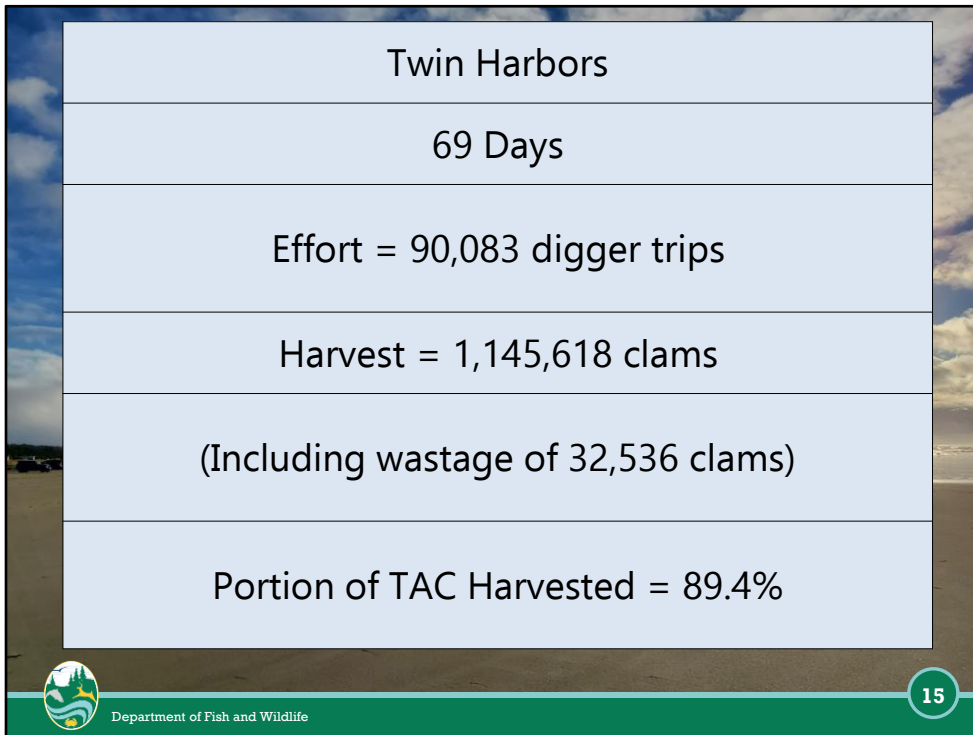 Twin Harbors
69 Days
Effort = 90,083 digger trips
Harvest = 1,145,618 clams
(Including wastage of 32,536 clams)
Portion of TAC Harvested = 89.4%
Department of Fish and Wildlife
15